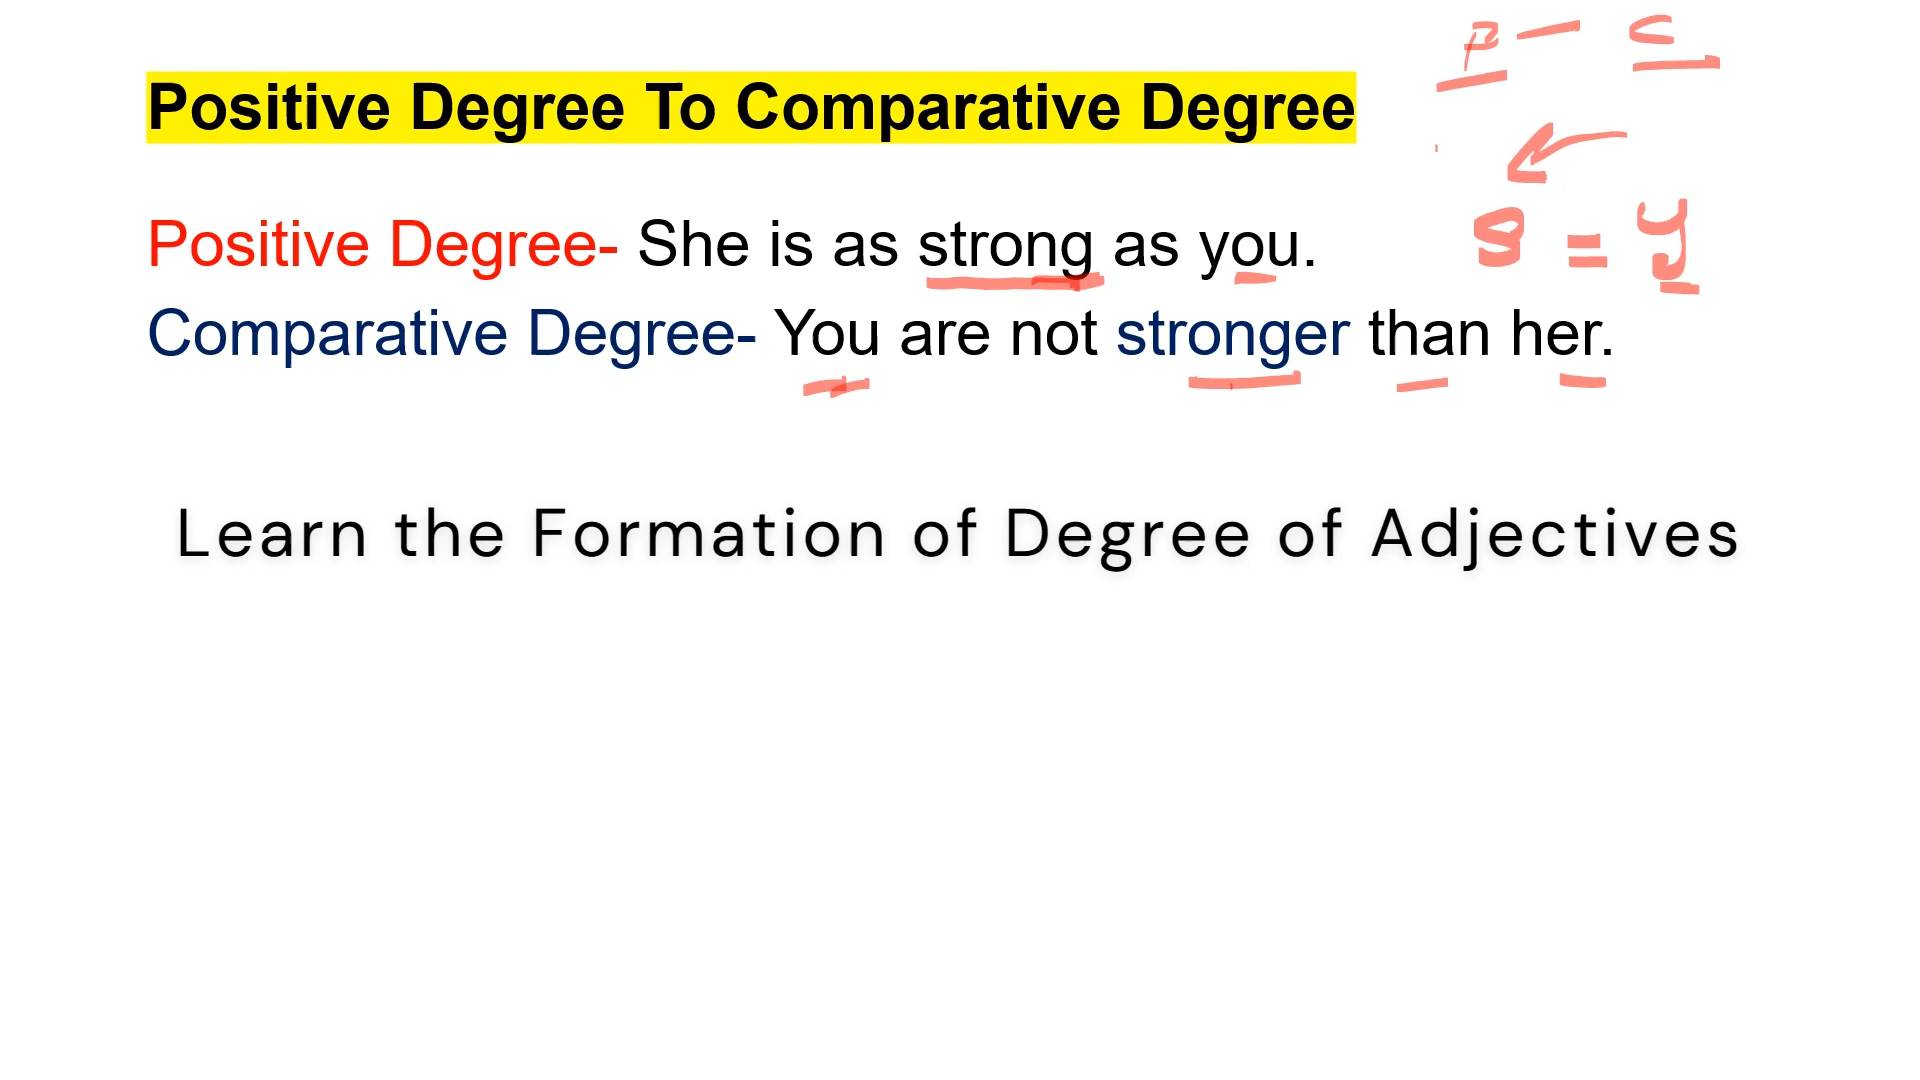 P – C
Positive Degree To Comparative Degree
Positive Degree- She is as strong as you.
S = y
Comparative Degree- You are not stronger than her.
Learn the Formation of Degree of Adjectives